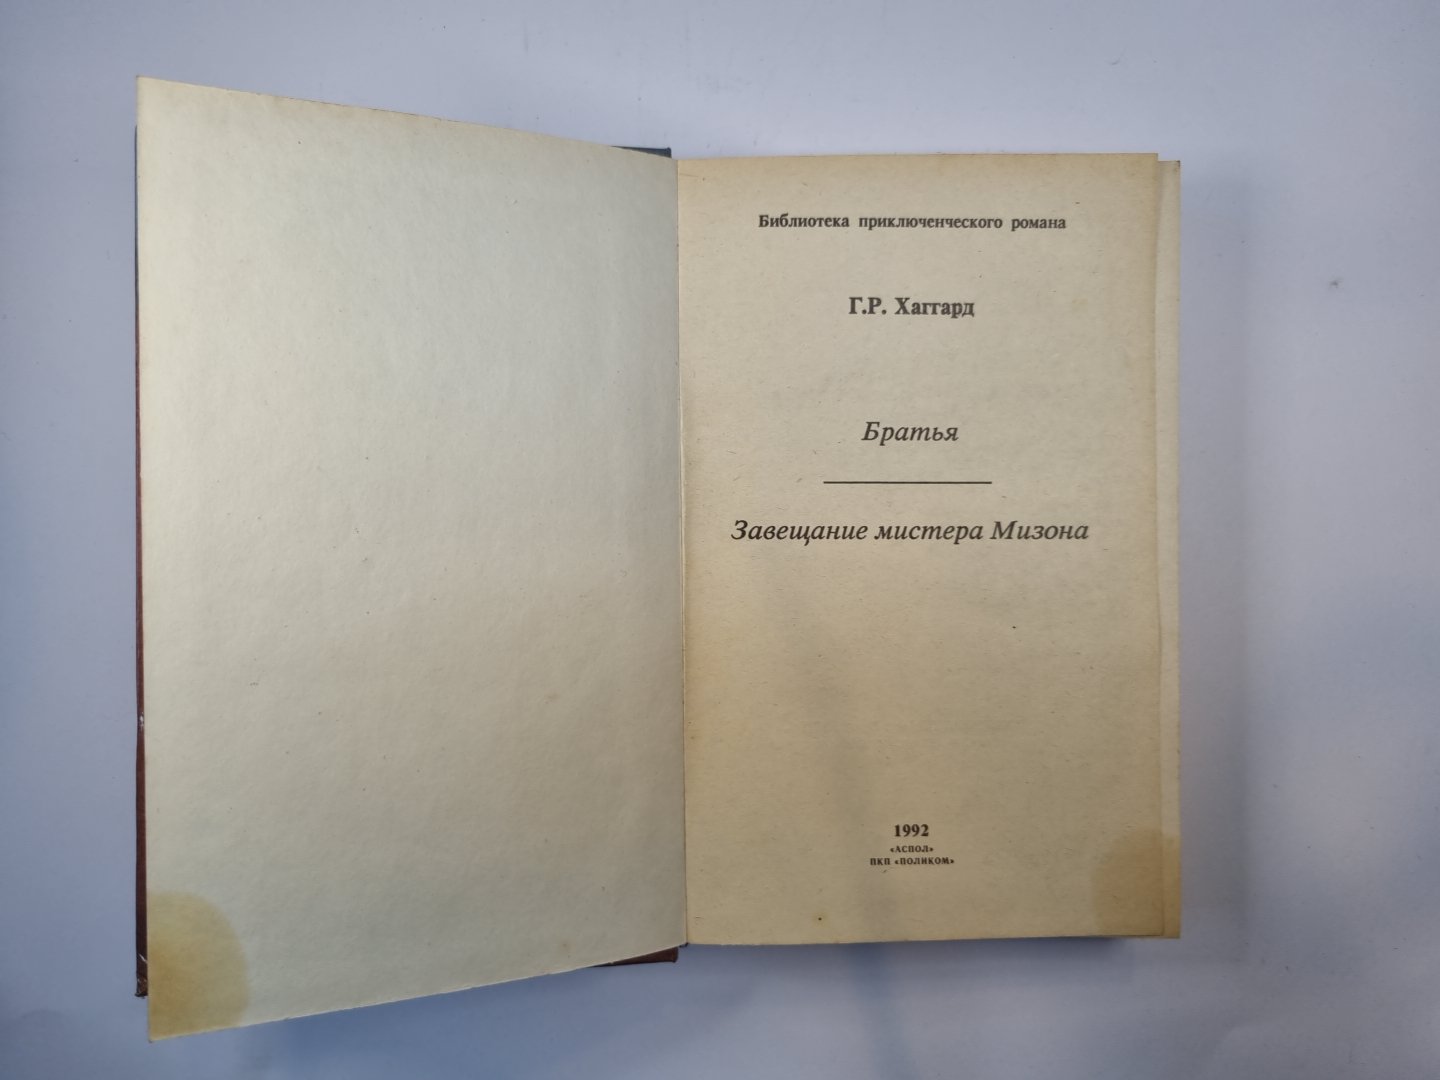 Библиотека приключенческого романа
Г.Р. Хаггард
Братья
Завещание мистера Мизона
1992
«АСПОЛ»
ПКП «ПОЛИКОМ»